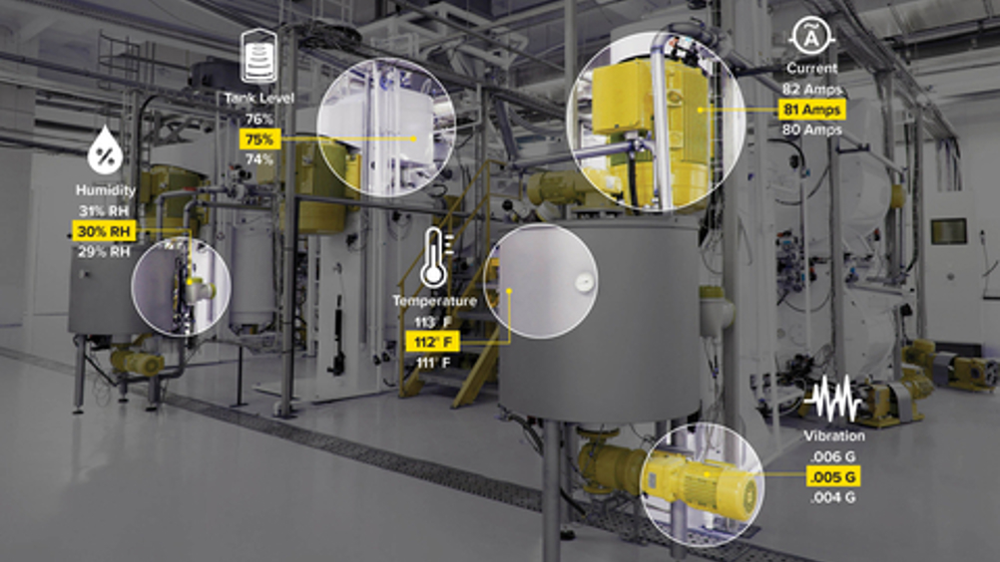 Tank Level
76%
75%
74%
%
Humidity
31% RH
30% RH
29% RH
Temperature
113° F
112° F
111° F
A
Current
82 Amps
81 Amps
80 Amps
Vibration
.006 G
.005 G
.004 G